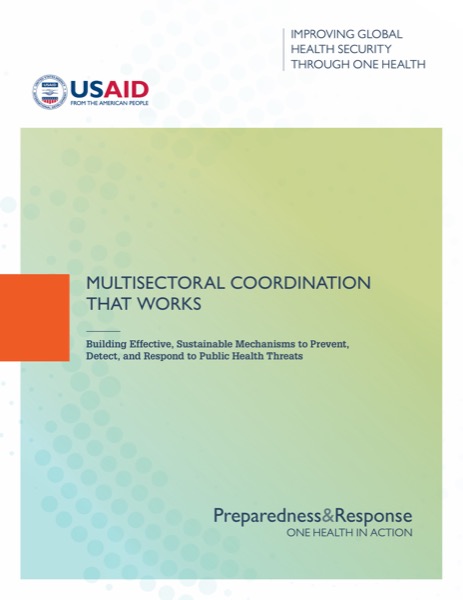 IMPROVING GLOBAL
HEALTH SECURITY
THROUGH ONE HEALTH
USAID
FROM THE AMERICAN PEOPLE
MULTISECTORAL COORDINATION
THAT WORKS
Building Effective, Sustainable Mechanisms to Prevent,
Detect, and Respond to Public Health Threats
Preparedness&Response
ONE HEALTH IN ACTION